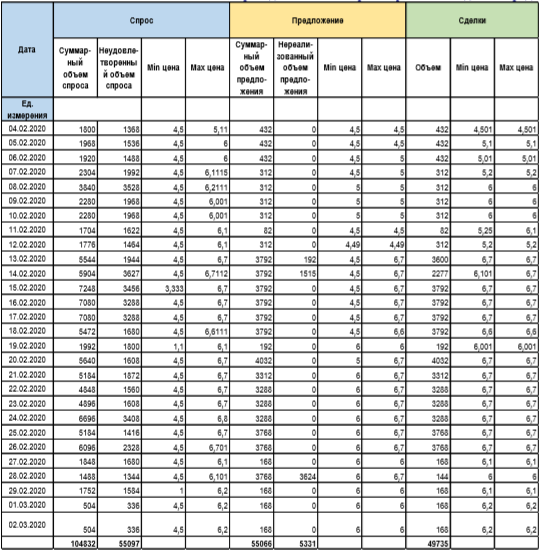 Дата Спрос Предложение Сделки
Суммарный объем спроса Неудовлетворенный объем спроса Min цена Max цена Суммарный объем предложения Нереализованный объем предложения Min цена Max цена Объем Min цена Max цена
Ед. измерения
04.02.2020 1800 1368 4,5 5,11 432 0 4,5 4,5 432 4,501 4,501
05.02.2020 1968 1536 4,5 6 432 0 4,5 4,5 432 5,1 5,1
06.02.2020 1920 1488 4,5 6 432 0 4,5 5 432 5,01 5,01
07.02.2020 2304 1992 4,5 6,1115 312 0 4,5 5 312 5,2 5,2
08.02.2020 3840 3528 4,5 6,2111 312 0 5 5 312 6 6
09.02.2020 2280 1968 4,5 6,001 312 0 5 5 312 6 6
10.02.2020 2280 1968 4,5 6,001 312 0 5 5 312 6 6
11.02.2020 1704 1622 4,5 6,1 82 0 4,5 4,5 82 5,25 6,1
12.02.2020 1776 1464 4,5 6,1 312 0 4,49 4,49 312 5,2 5,2
13.02.2020 5544 1944 4,5 6,7 3792 192 4,5 6,7 3600 6,7 6,7
14.02.2020 5904 3627 4,5 6,7112 3792 1515 4,5 6,7 2277 6,101 6,7
15.02.2020 7248 3456 3,333 6,7 3792 0 4,5 6,7 3792 6,7 6,7
16.02.2020 7080 3288 4,5 6,7 3792 0 4,5 6,7 3792 6,7 6,7
17.02.2020 7080 3288 4,5 6,7 3792 0 4,5 6,7 3792 6,7 6,7
18.02.2020 5472 1680 4,5 6,6111 3792 0 4,5 6,6 3792 6,6 6,6
19.02.2020 1992 1800 1,1 6,1 192 0 6 6 192 6,001 6,001
20.02.2020 5640 1608 4,5 6,7 4032 0 5 6,7 4032 6,7 6,7
21.02.2020 5184 1872 4,5 6,7 3312 0 6 6,7 3312 6,7 6,7
22.02.2020 4848 1560 4,5 6,7 3288 0 6 6,7 3288 6,7 6,7
23.02.2020 4896 1608 4,5 6,7 3288 0 6 6,7 3288 6,7 6,7
24.02.2020 6696 3408 4,5 6,8 3288 0 6 6,7 3288 6,7 6,7
25.02.2020 5184 1416 4,5 6,7 3768 0 6 6,7 3768 6,7 6,7
26.02.2020 6096 2328 4,5 6,701 3768 0 6 6,7 3768 6,7 6,7
27.02.2020 1848 1680 4,5 6,1 168 0 6 6 168 6,1 6,1
28.02.2020 1488 1344 4,5 6,101 3768 3624 6 6,7 144 6 6
29.02.2020 1752 1584 1 6,2 168 0 6 6 168 6,1 6,1
01.03.2020 504 336 4,5 6,2 168 0 6 6 168 6,2 6,2
02.03.2020 504 336 4,5 6,2 168 0 6 6 168 6,2 6,2
104832 55097 55066 5331 49735